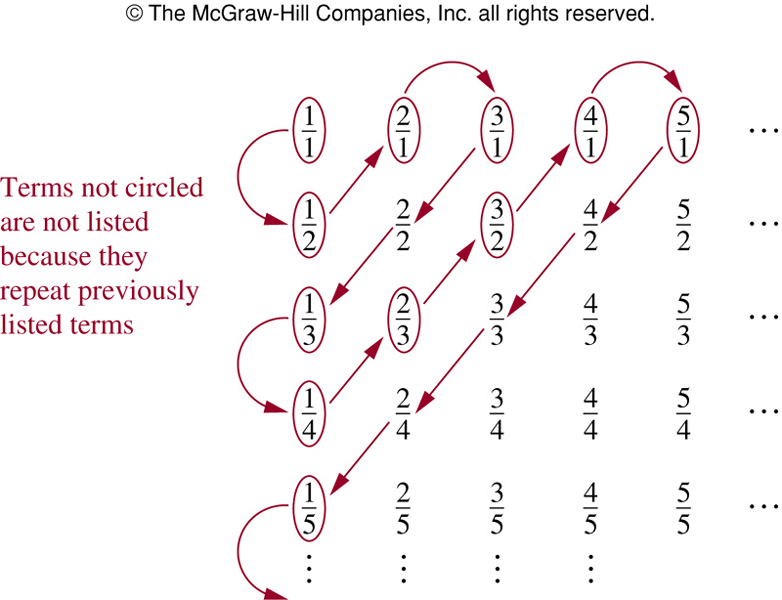 © The McGraw-Hill Companies, Inc. all rights reserved.
1/1 2/1 3/1 4/1 5/1 ...
Terms not circled
are not listed
because they
repeat previously
listed terms
1/2 2/2 3/2 4/2 5/2 ...
1/3 2/3 3/3 4/3 5/3 ...
1/4 2/4 3/4 4/4 5/4 ...
1/5 2/5 3/5 4/5 5/5 ...
⋮ ⋮ ⋮ ⋮